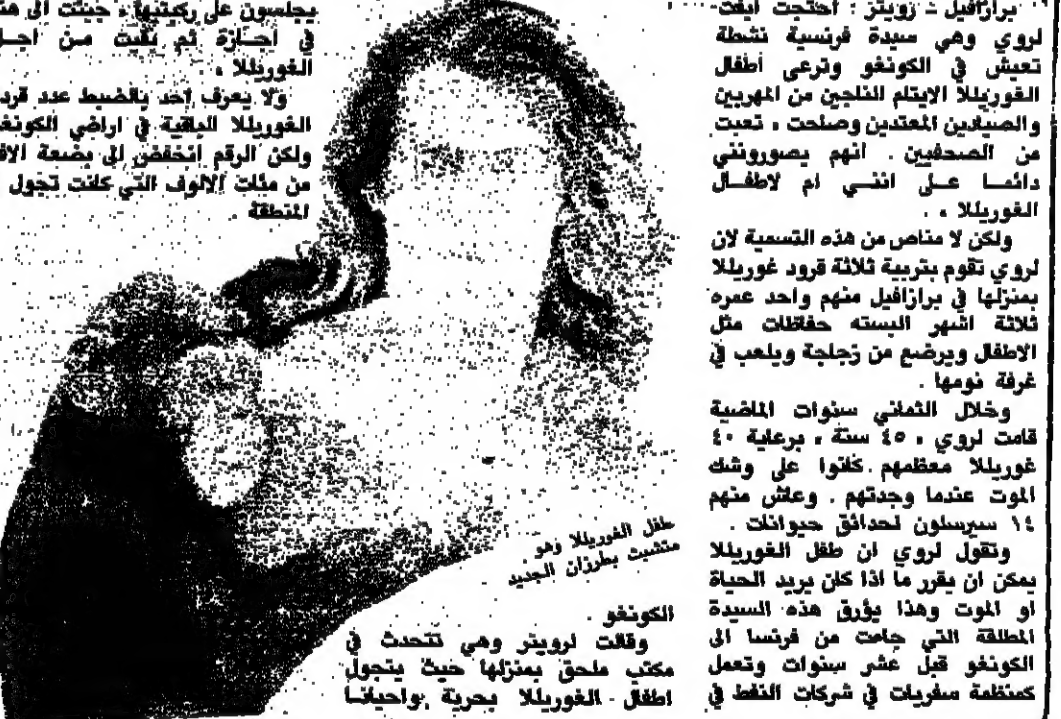 برازافيل - رويتر : احتجت ايفت
لروي وهي سيدة فرنسية نشطة
تعيش في الكونغو وترعى أطفال
الغوريللا الايتام الناجين من المهربين
والصيادين المعتدين وصاحت ، تعبت
من الصحفيين . انهم يصورونني
دائما على انني ام لاطفال
الغوريللا ، .
ولكن لا مناص من هذه التسمية لان
لروي تقوم بتربية ثلاثة قرود غوريللا
بمنزلها في برازافيل منهم واحد عمره
ثلاثة اشهر البسته حفاظات مثل
الاطفال ويرضع من زجاجة ويلعب في
غرفة نومها .
وخلال الثماني سنوات الماضية
قامت لروي ، ٤٥ سنة ، برعاية ٤٠
غوريللا معظمهم كانوا على وشك
الموت عندما وجدتهم . وعاش منهم
١٤ سيرسلون لحدائق حيوانات .
وتقول لروي ان طفل الغوريللا
يمكن ان يقرر ما اذا كان يريد الحياة
او الموت وهذا يؤرق هذه السيدة
المطلقة التي جاءت من فرنسا الى
الكونغو قبل عشر سنوات وتعمل
كمنظمة سفريات في شركات النفط في
طفل الغوريللا وهو
متشبث بطرزان الجديد
الكونغو .
وقالت لرويتر وهي تتحدث في
مكتب ملحق بمنزلها حيث يتجول
اطفال الغوريللا بحرية واحيانا
يجلسون على ركبتيها ، جيئت الى
في أجازة ثم بقيت من اجل
الغوريللا ، .
ولا يعرف احد بالضبط عدد
الغوريللا الباقية في اراضي
ولكن الرقم انخفض الى بضعة
من مئات الالوف التي كانت تجول
المنطقة .